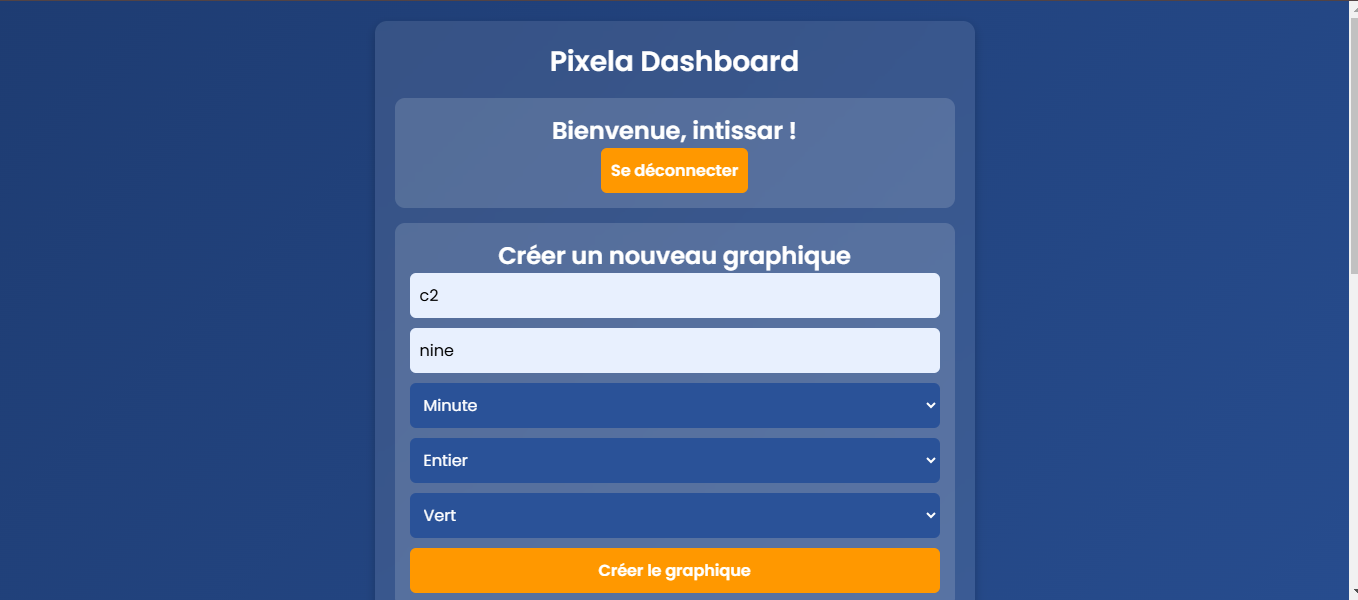 Pixela Dashboard
Bienvenue, intissar !
Se déconnecter
Créer un nouveau graphique
c2
nine
Minute
Entier
Vert
Créer le graphique